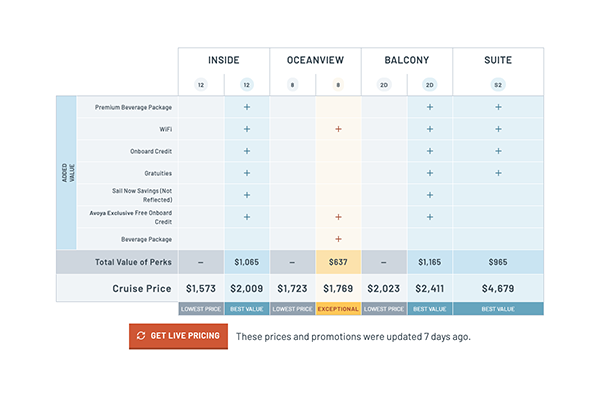 INSIDE OCEANVIEW BALCONY SUITE
12 12 8 8 2D 2D S2
ADDED VALUE
Premium Beverage Package + + +
WiFi + + + +
Onboard Credit + + +
Gratuities + + +
Sail Now Savings (Not
Reflected) + +
Avoya Exclusive Free Onboard
Credit + + +
Beverage Package +
Total Value of Perks – $1,065 – $637 – $1,165 $965
Cruise Price $1,573 $2,009 $1,723 $1,769 $2,023 $2,411 $4,679
LOWEST PRICE BEST VALUE LOWEST PRICE EXCEPTIONAL LOWEST PRICE BEST VALUE BEST VALUE
GET LIVE PRICING These prices and promotions were updated 7 days ago.